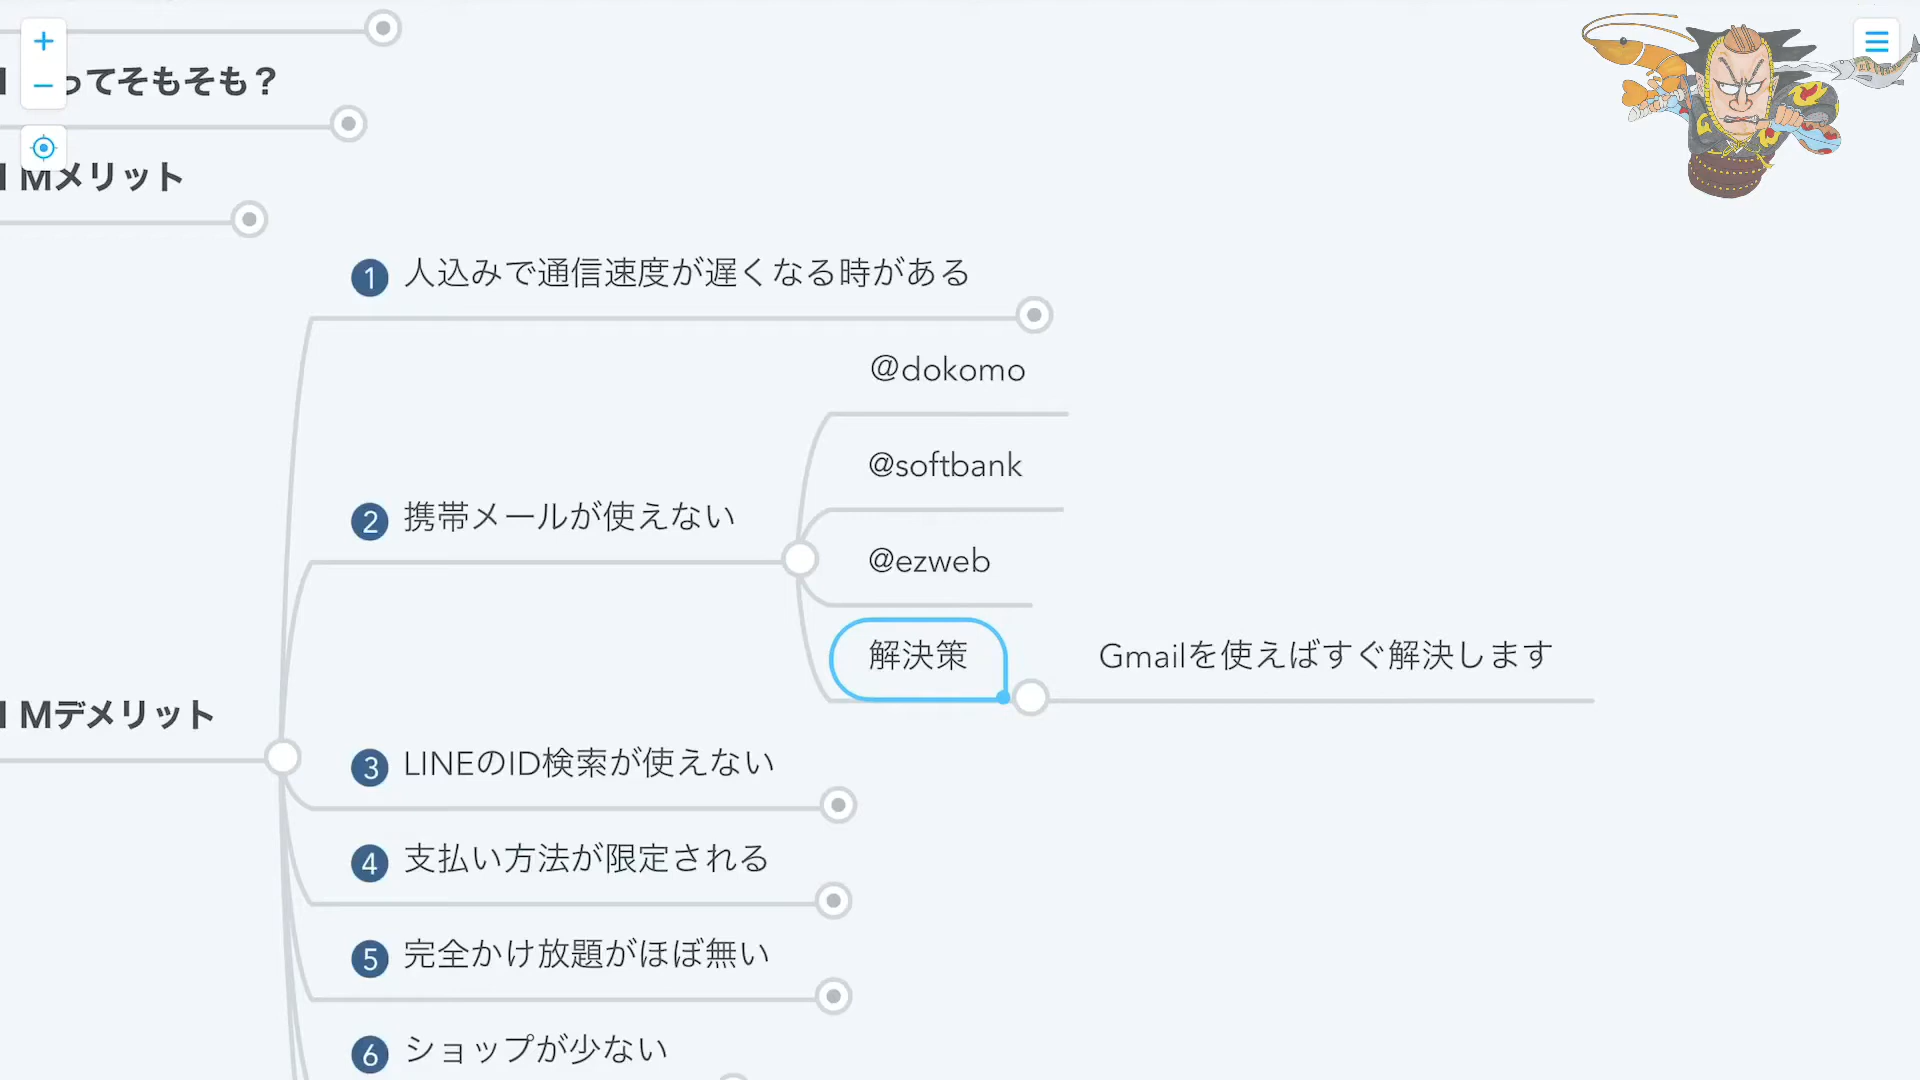 ってそもそも？
Mメリット
1 人込みで通信速度が遅くなる時がある
@dokomo
@softbank
2 携帯メールが使えない
@ezweb
解決策
Gmailを使えばすぐ解決します
Mデメリット
3 LINEのID検索が使えない
4 支払い方法が限定される
5 完全かけ放題がほぼ無い
6 ショップが少ない